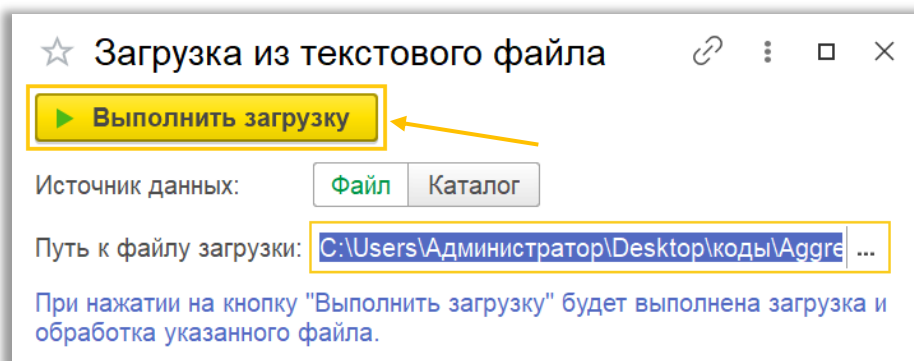 Загрузка из текстового файла
Выполнить загрузку
Источник данных: Файл Каталог
Путь к файлу загрузки: C:\Users\Администратор\Desktop\коды\Aggre ...
При нажатии на кнопку "Выполнить загрузку" будет выполнена загрузка и
обработка указанного файла.